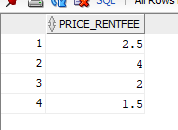 SQL
All Rows
PRICE_RENTFEE
1 2.5
2 4
3 2
4 1.5